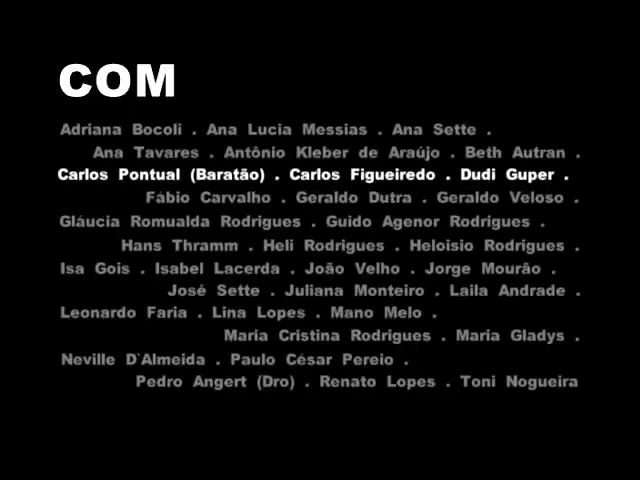 COM
Adriana Bocoli . Ana Lucia Messias . Ana Sette .
Ana Tavares . Antônio Kleber de Araújo . Beth Autran .
Carlos Pontual (Baratão) . Carlos Figueiredo . Dudi Guper .
Fábio Carvalho . Geraldo Dutra . Geraldo Veloso .
Gláucia Romualda Rodrigues . Guido Agenor Rodrigues .
Hans Thramm . Heli Rodrigues . Heloisio Rodrigues .
Isa Gois . Isabel Lacerda . João Velho . Jorge Mourão .
José Sette . Juliana Monteiro . Laila Andrade .
Leonardo Faria . Lina Lopes . Mano Melo .
Maria Cristina Rodrigues . Maria Gladys .
Neville D`Almeida . Paulo César Pereio .
Pedro Angert (Dro) . Renato Lopes . Toni Nogueira